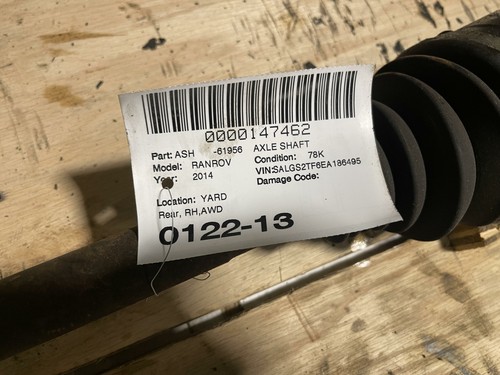 0000147462
Part: ASH -61956 AXLE SHAFT
Model: RANROV Condition: 78K
Year: 2014 VIN:SALGS2TF6EA186495
Damage Code:
Location: YARD
Rear, RH,AWD
0122-13